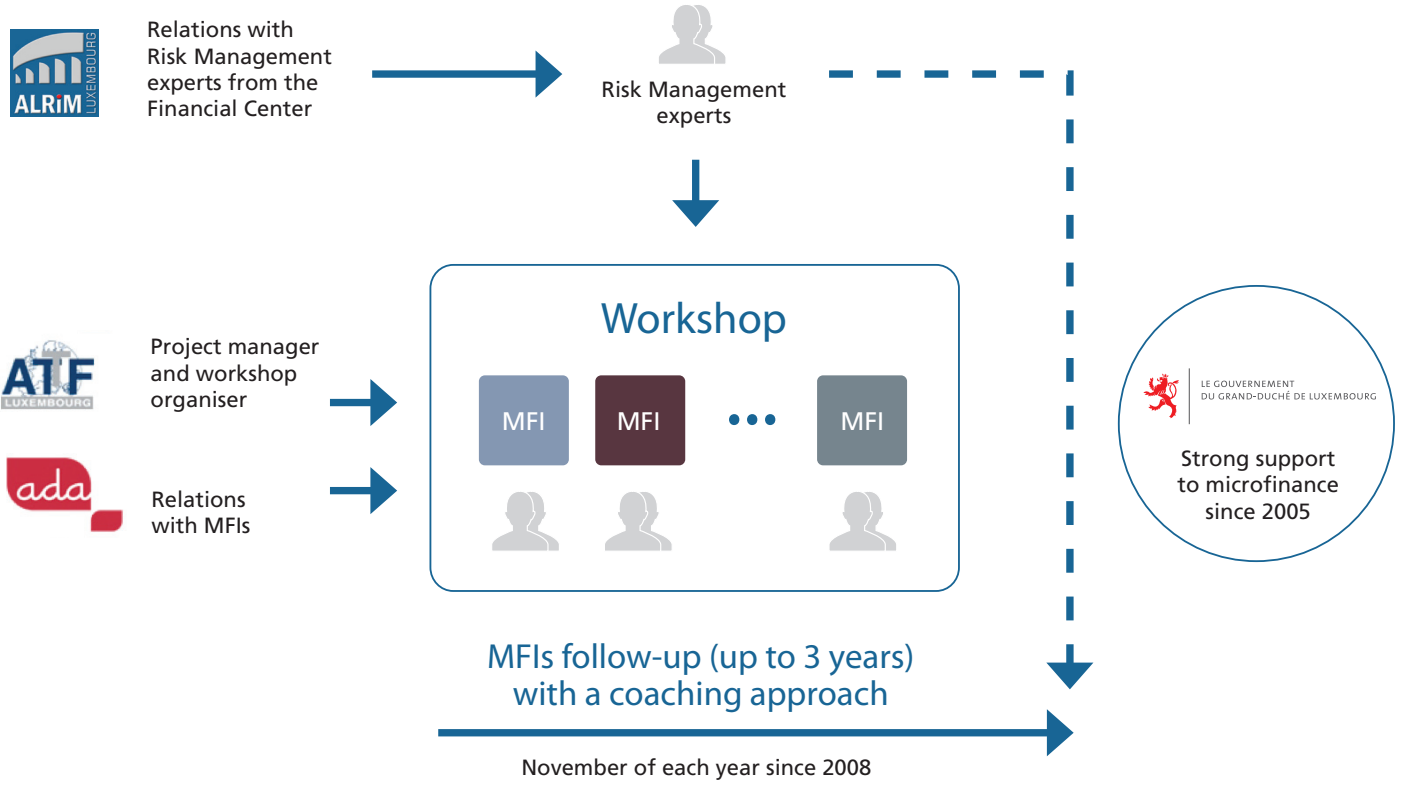 ALRiM
LUXEMBOURG
Relations with
Risk Management
experts from the
Financial Center
Risk Management
experts
ATF
LUXEMBOURG
Project manager
and workshop
organiser
ada
Relations
with MFIs
Workshop
MFI
MFI
•••
MFI
LE GOUVERNEMENT
DU GRAND-DUCHÉ DE LUXEMBOURG
Strong support
to microfinance
since 2005
MFIs follow-up (up to 3 years)
with a coaching approach
November of each year since 2008